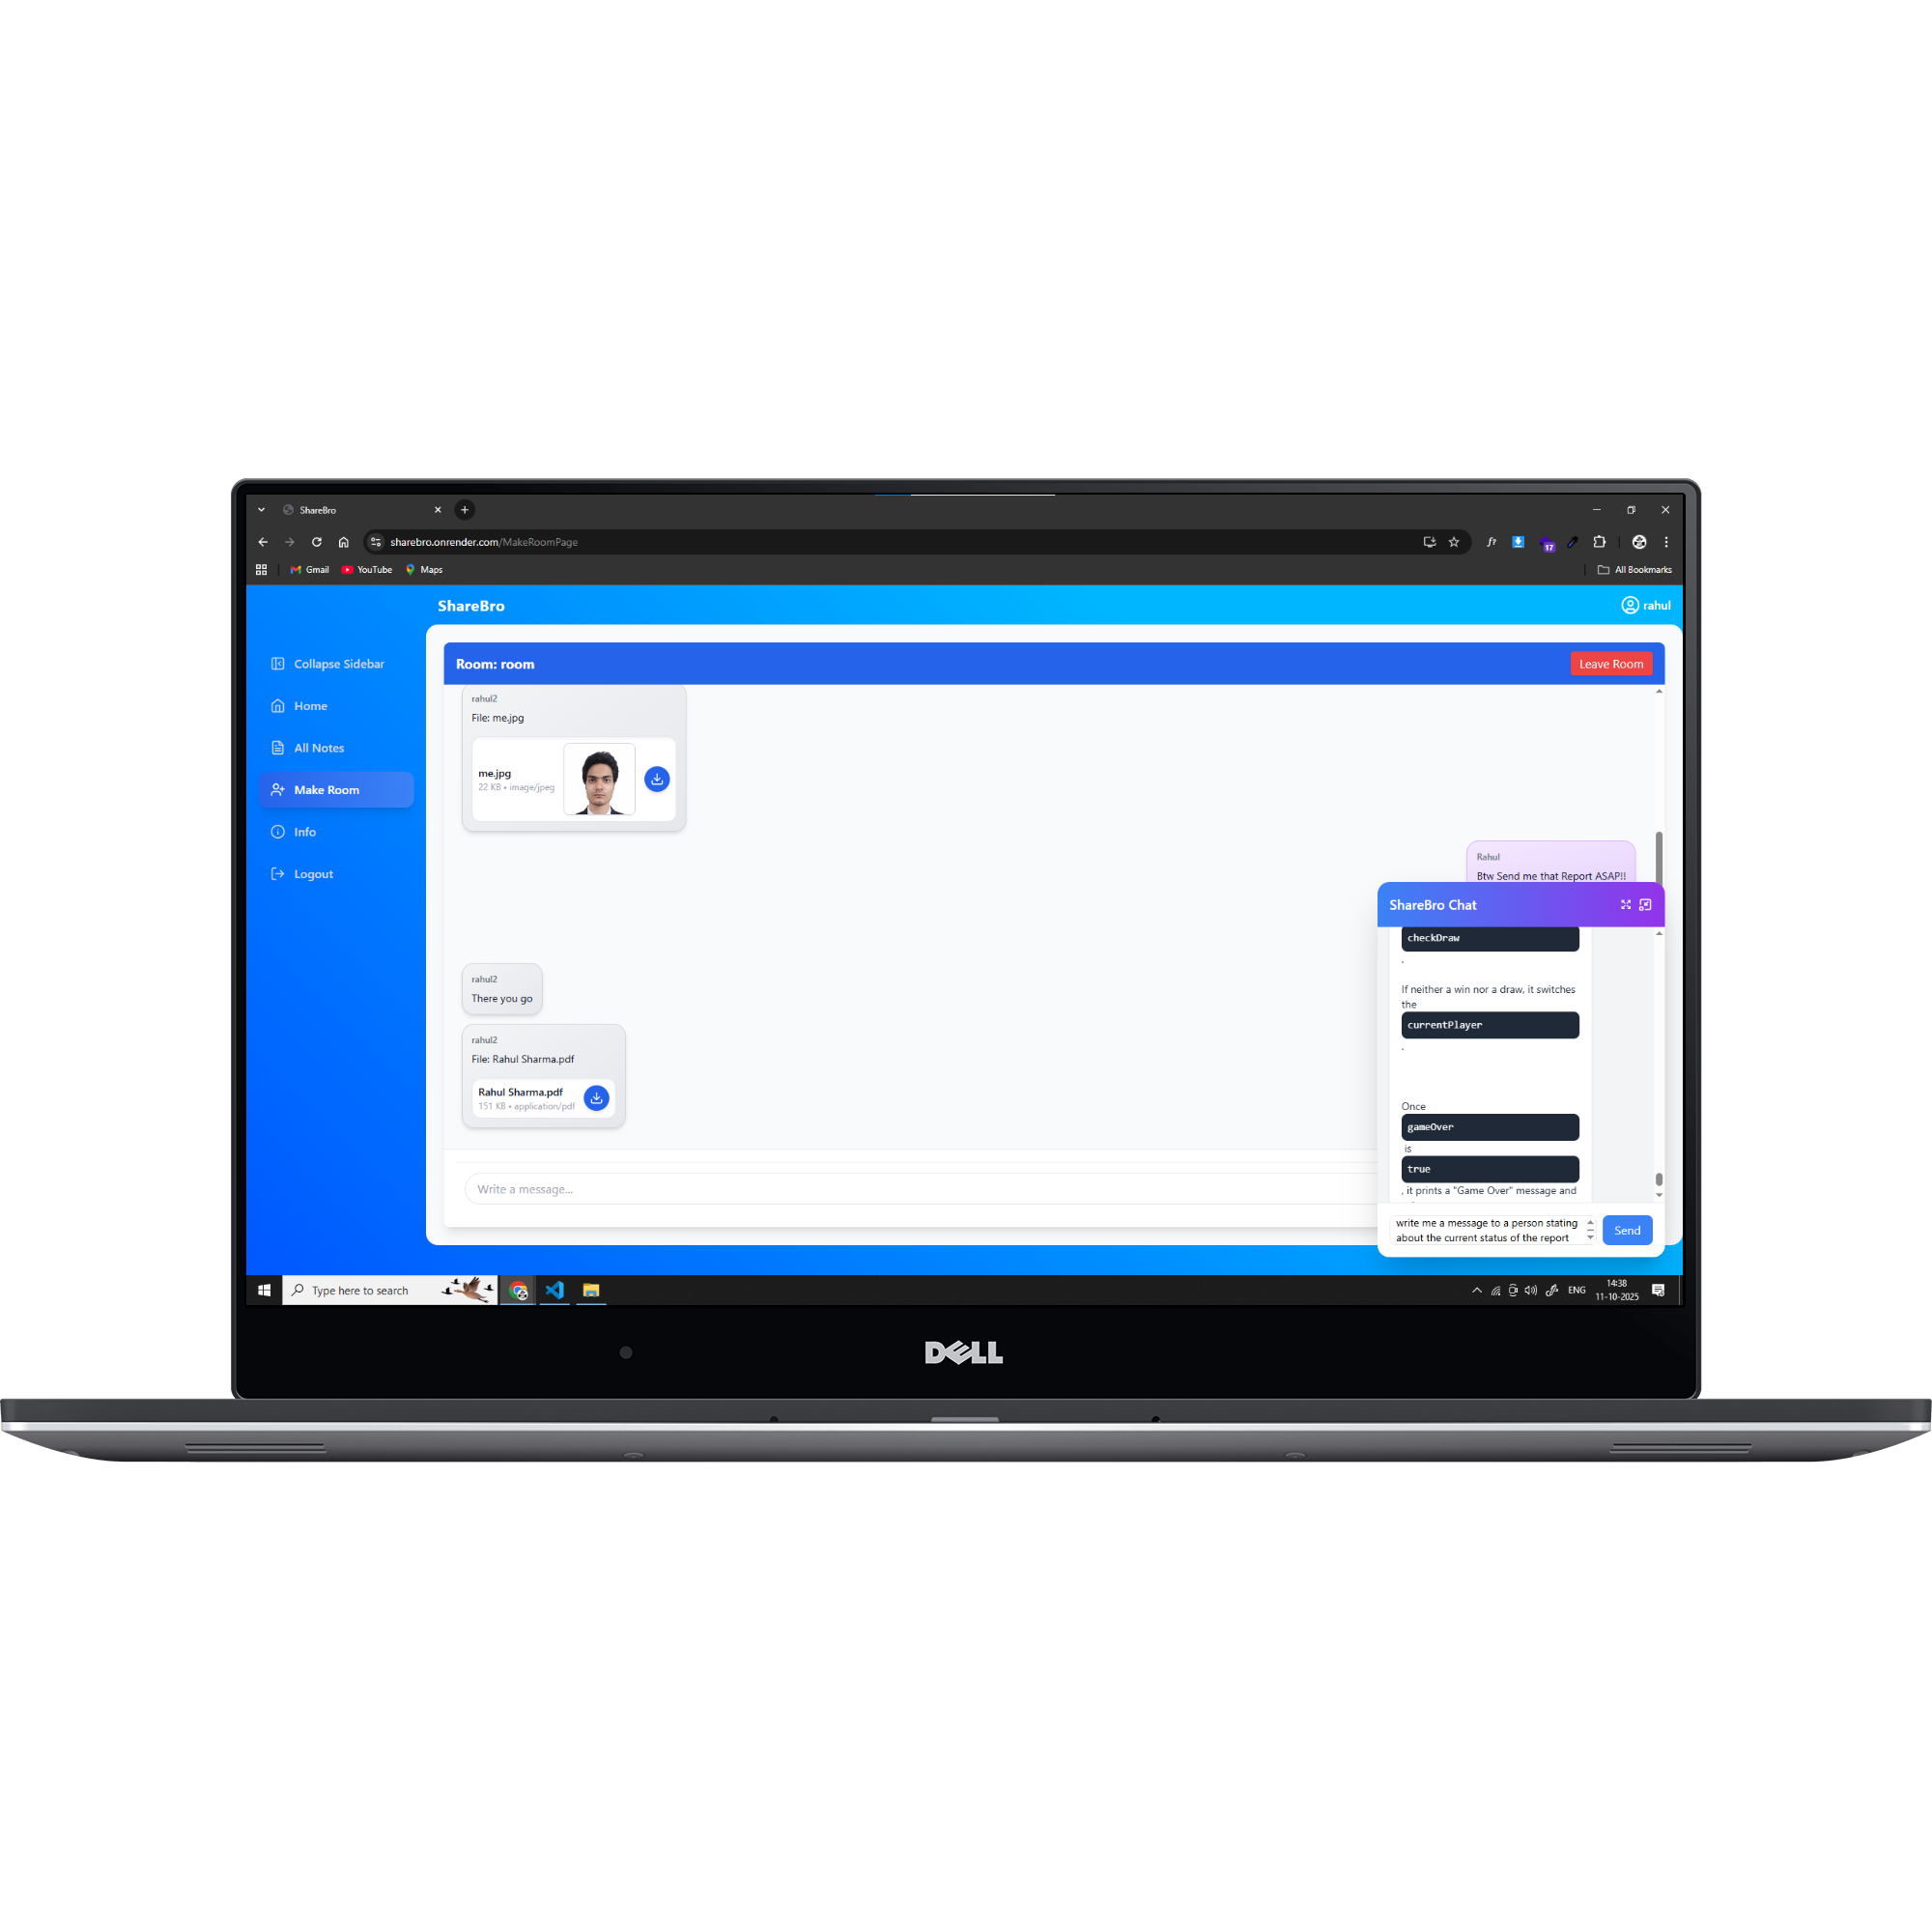 ShareBro
sharebro.onrender.com/MakeRoomPage
17
Gmail
YouTube
Maps
All Bookmarks
ShareBro
rahul
Collapse Sidebar
Home
All Notes
Make Room
Info
Logout
Room: room
Leave Room
rahul2
File: me.jpg
me.jpg
22 KB • image/jpeg
Rahul
Btw Send me that Report ASAP!!
rahul2
There you go
rahul2
File: Rahul Sharma.pdf
Rahul Sharma.pdf
151 KB • application/pdf
Write a message...
ShareBro Chat
checkDraw
.
If neither a win nor a draw, it switches
the
currentPlayer
.
Once
gameOver
is
true
, it prints a "Game Over" message and
write me a message to a person stating
about the current status of the report
Send
Type here to search
ENG
14:38
11-10-2025
DELL